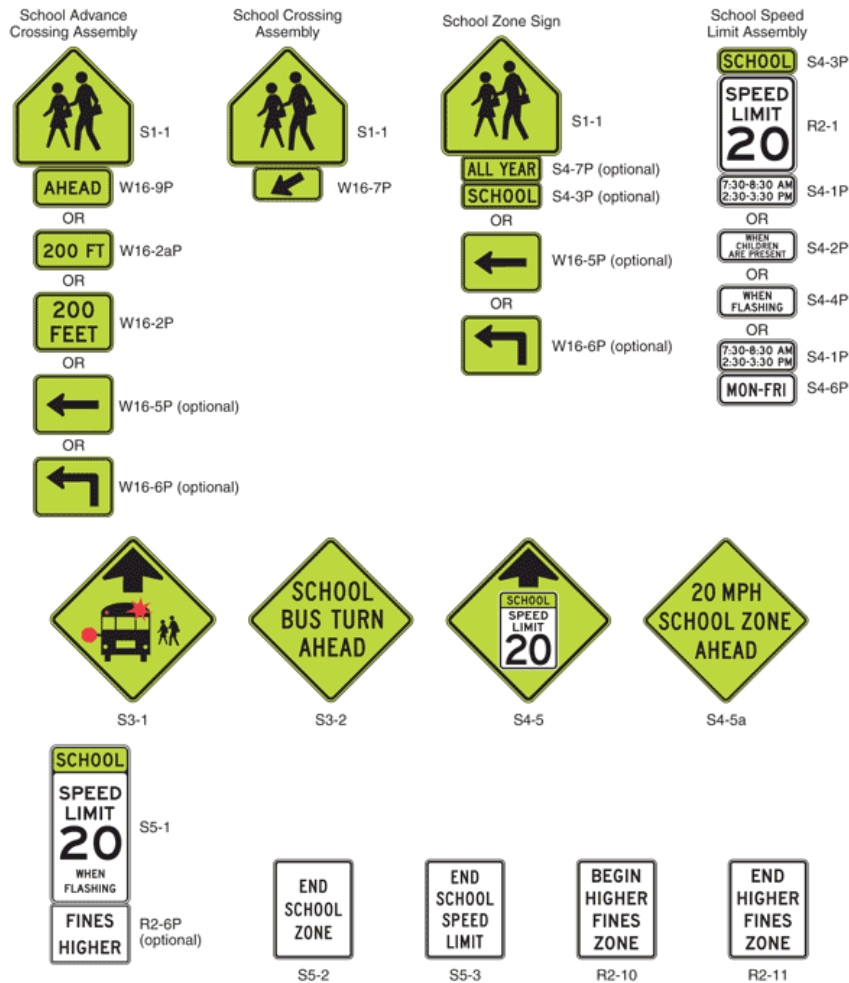 School Advance
Crossing Assembly
S1-1
AHEAD
W16-9P
OR
200 FT
W16-2aP
OR
200
FEET
W16-2P
OR
W16-5P (optional)
OR
W16-6P (optional)
School Crossing
Assembly
S1-1
W16-7P
School Zone Sign
S1-1
ALL YEAR
S4-7P (optional)
SCHOOL
S4-3P (optional)
OR
W16-5P (optional)
OR
W16-6P (optional)
School Speed
Limit Assembly
SCHOOL
S4-3P
SPEED
LIMIT
20
R2-1
7:30-8:30 AM
2:30-3:30 PM
S4-1P
OR
WHEN
CHILDREN
ARE PRESENT
S4-2P
OR
WHEN
FLASHING
S4-4P
OR
7:30-8:30 AM
2:30-3:30 PM
S4-1P
MON-FRI
S4-6P
S3-1
SCHOOL
BUS TURN
AHEAD
S3-2
SCHOOL
SPEED
LIMIT
20
S4-5
20 MPH
SCHOOL ZONE
AHEAD
S4-5a
SCHOOL
SPEED
LIMIT
20
WHEN
FLASHING
S5-1
FINES
HIGHER
R2-6P
(optional)
END
SCHOOL
ZONE
S5-2
END
SCHOOL
SPEED
LIMIT
S5-3
BEGIN
HIGHER
FINES
ZONE
R2-10
END
HIGHER
FINES
ZONE
R2-11